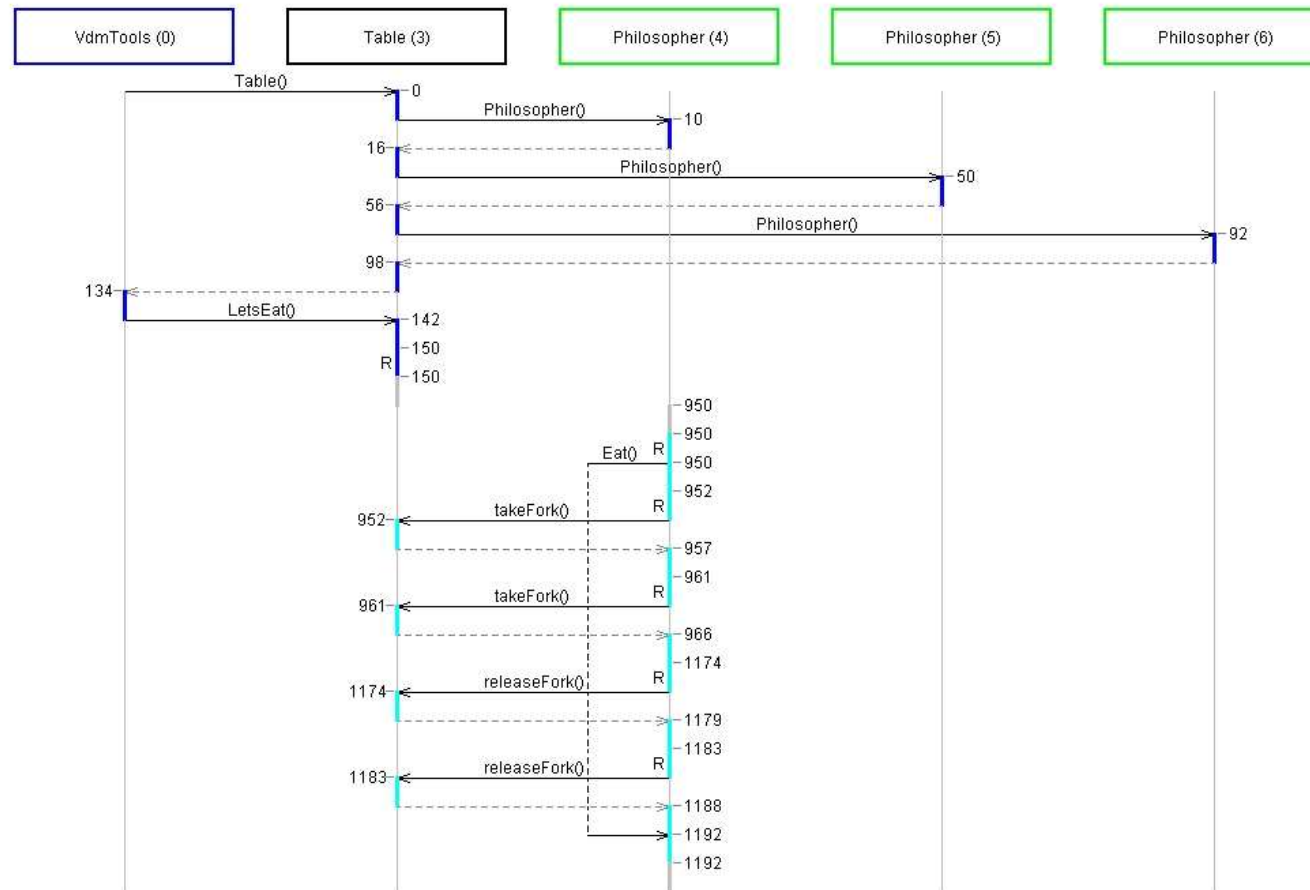 VdmTools (0)
Table (3)
Philosopher (4)
Philosopher (5)
Philosopher (6)
Table()
0
Philosopher()
10
16
Philosopher()
50
56
Philosopher()
92
98
134
LetsEat()
142
150
R
150
950
950
R
Eat()
950
952
R
takeFork()
952
957
961
R
takeFork()
961
966
1174
R
releaseFork()
1174
1179
1183
R
releaseFork()
1183
1188
1192
1192